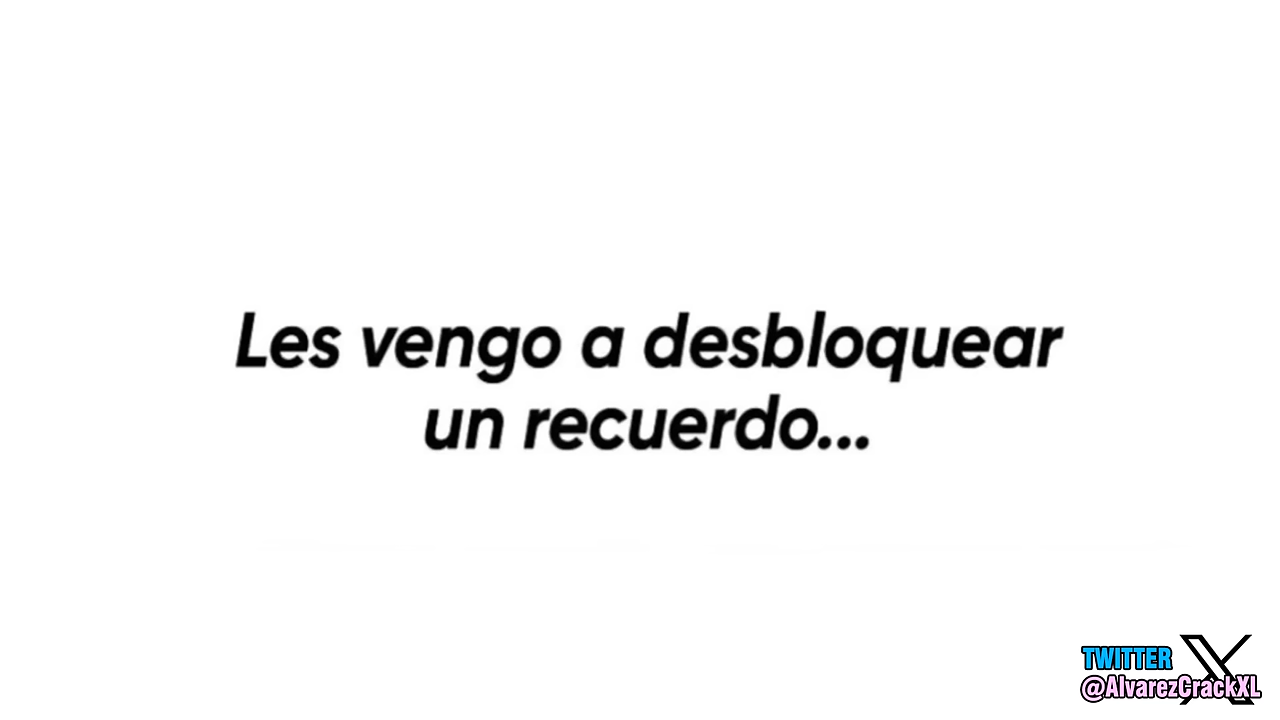 Les vengo a desbloquear
un recuerdo...
TWITTER X
@AlvarezCrackXL